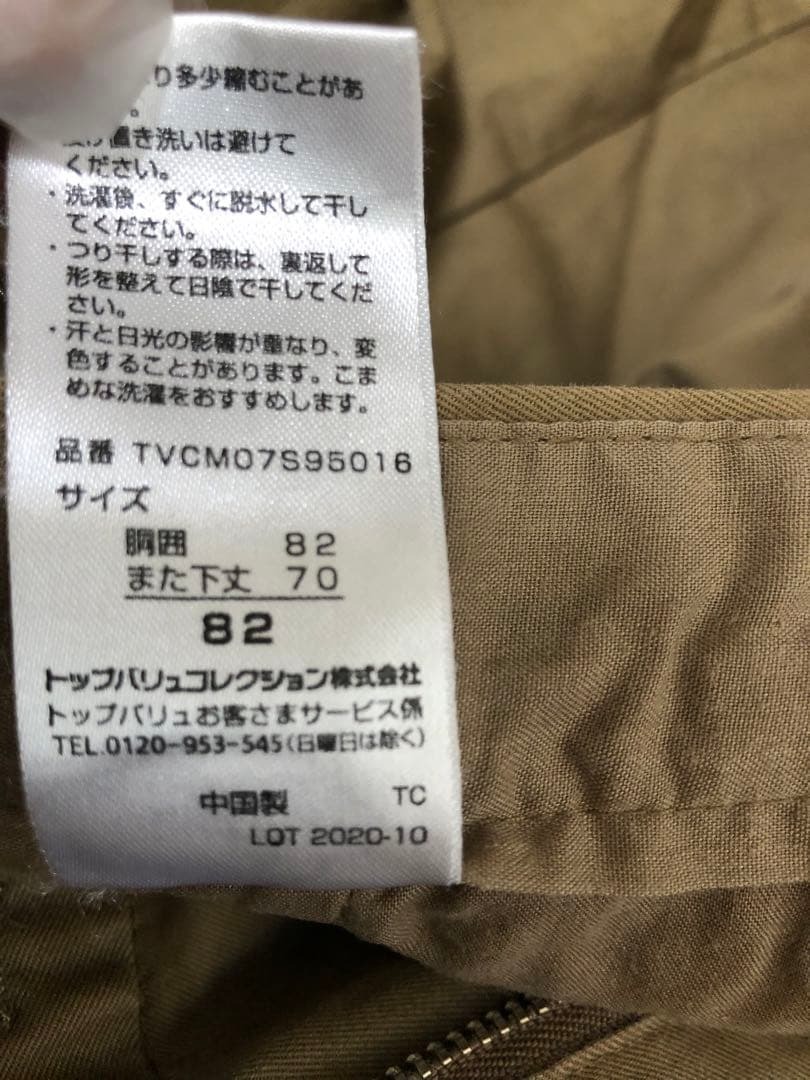 り多少縮むことがあ
。
け置き洗いは避けて
ください。
・洗濯後、すぐに脱水して干し
てください。
・つり干しする際は、裏返して
形を整えて日陰で干してくだ
さい。
・汗と日光の影響が重なり、変
色することがあります。こま
めな洗濯をおすすめします。
品番 TVCM07S95016
サイズ
胴囲 82
また下丈 70
82
トップバリュコレクション株式会社
トップバリュお客さまサービス係
TEL.0120-953-545(日曜日は除く)
中国製 TC
LOT 2020-10